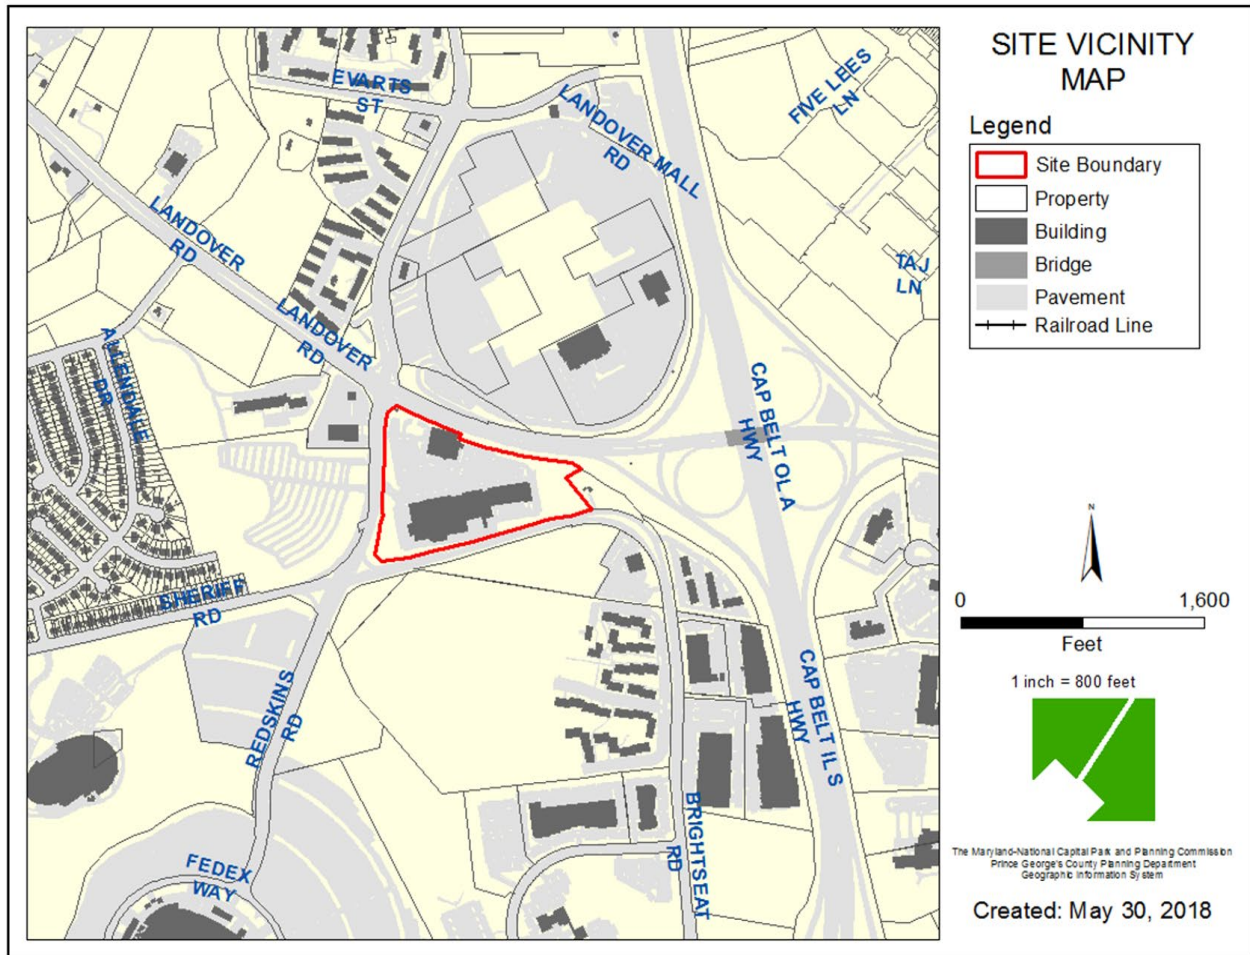 SITE VICINITY
MAP
Legend
Site Boundary
Property
Building
Bridge
Pavement
Railroad Line
N
0 1,600
Feet
1 inch = 800 feet
The Maryland-National Capital Park and Planning Commission
Prince George's County Planning Department
Geographic Information System
Created: May 30, 2018
EVARTS
ST
LANDOVER MALL
RD
FIVE LEES
LN
LANDOVER
RD
TAJ
LN
LANDOVER
RD
ALLENDALE
DR
CAP BELT OL A
HWY
SHERIFF
RD
REDSKINS
RD
CAP BELT IL S
HWY
BRIGHTSEAT
RD
FEDEX
WAY